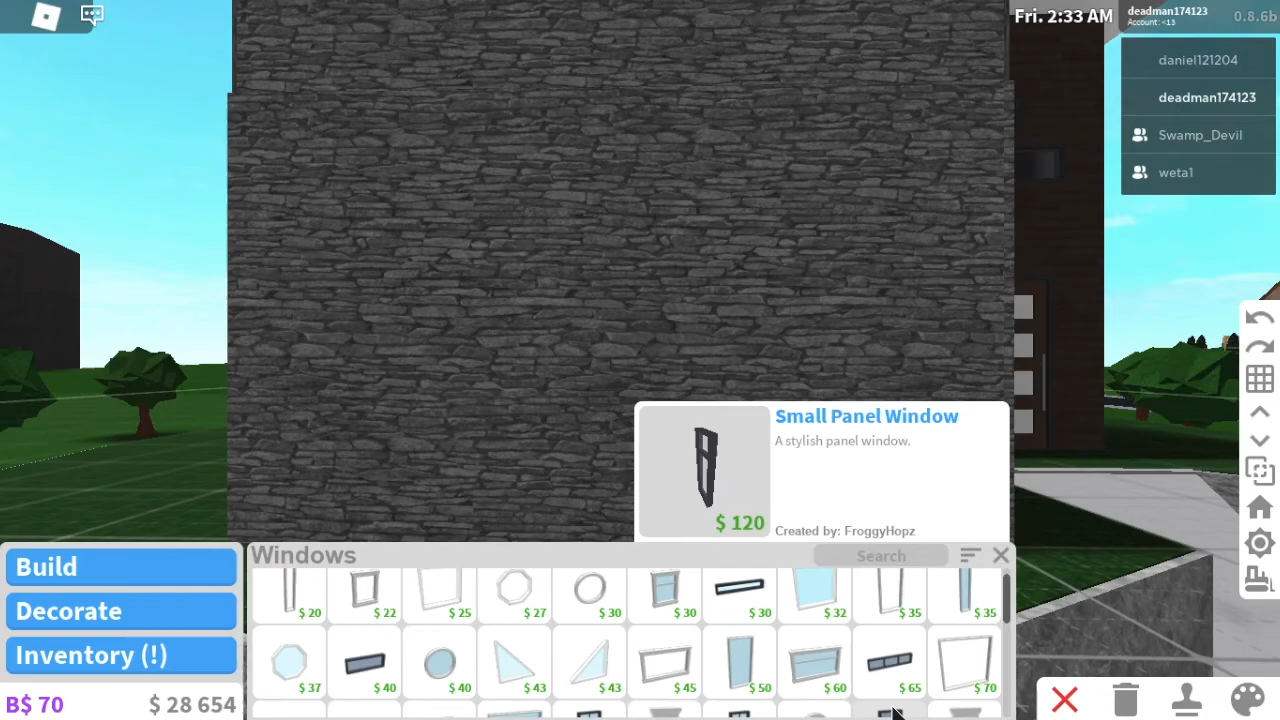 Fri. 2:33 AM
deadman174123
Account: <13
0.8.6b
daniel121204
deadman174123
Swamp_Devil
weta1
Small Panel Window
A stylish panel window.
$ 120
Created by: FroggyHopz
Build
Decorate
Inventory (!)
B$ 70
$ 28 654
Windows
Search
$ 20
$ 22
$ 25
$ 27
$ 30
$ 30
$ 30
$ 32
$ 35
$ 35
$ 37
$ 40
$ 40
$ 43
$ 43
$ 45
$ 50
$ 60
$ 65
$ 70